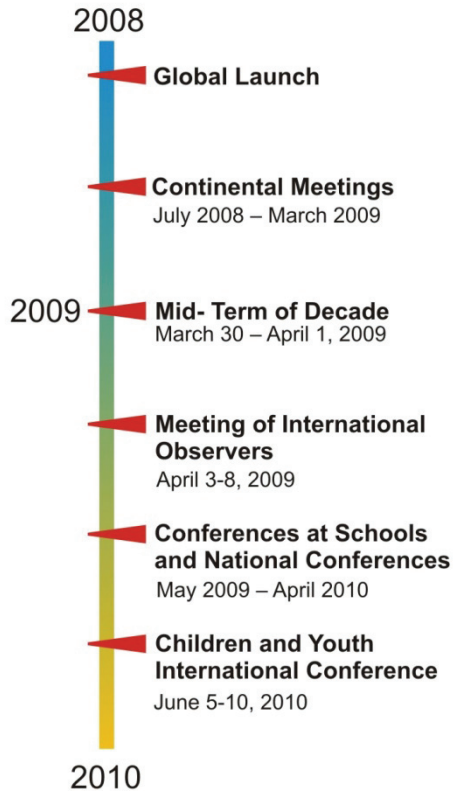 2008
Global Launch
Continental Meetings
July 2008 – March 2009
2009
Mid- Term of Decade
March 30 – April 1, 2009
Meeting of International
Observers
April 3-8, 2009
Conferences at Schools
and National Conferences
May 2009 – April 2010
Children and Youth
International Conference
June 5-10, 2010
2010